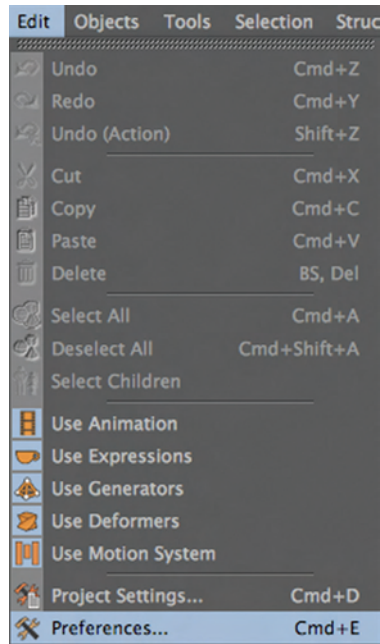 Edit Objects Tools Selection Struc
Undo Cmd+Z
Redo Cmd+Y
Undo (Action) Shift+Z
Cut Cmd+X
Copy Cmd+C
Paste Cmd+V
Delete BS, Del
Select All Cmd+A
Deselect All Cmd+Shift+A
Select Children
Use Animation
Use Expressions
Use Generators
Use Deformers
Use Motion System
Project Settings... Cmd+D
Preferences... Cmd+E